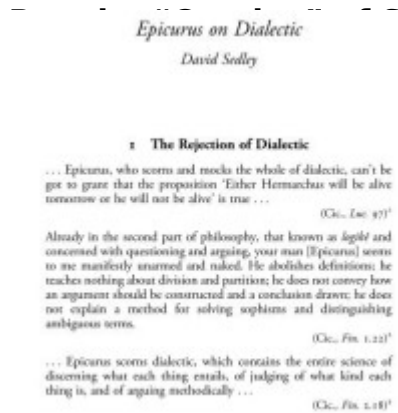 Epicurus on Dialectic
David Sedley
1 The Rejection of Dialectic
... Epicurus, who scorns and mocks the whole of dialectic, can't be
got to grant that the proposition 'Either Hermarchus will be alive
tomorrow or he will not be alive' is true ...
(Cic., Luc. 97)¹
Already in the second part of philosophy, that known as logikē and
concerned with questioning and arguing, your man [Epicurus] seems
to me manifestly unarmed and naked. He abolishes definitions; he
teaches nothing about division and partition; he does not convey how
an argument should be constructed and a conclusion drawn; he does
not explain a method for solving sophisms and distinguishing
ambiguous terms.
(Cic., Fin. 1.22)
... Epicurus scorns dialectic, which contains the entire science of
discerning what each thing entails, of judging of what kind each
thing is, and of arguing methodically ...
(Cic., Fin. 2.18)